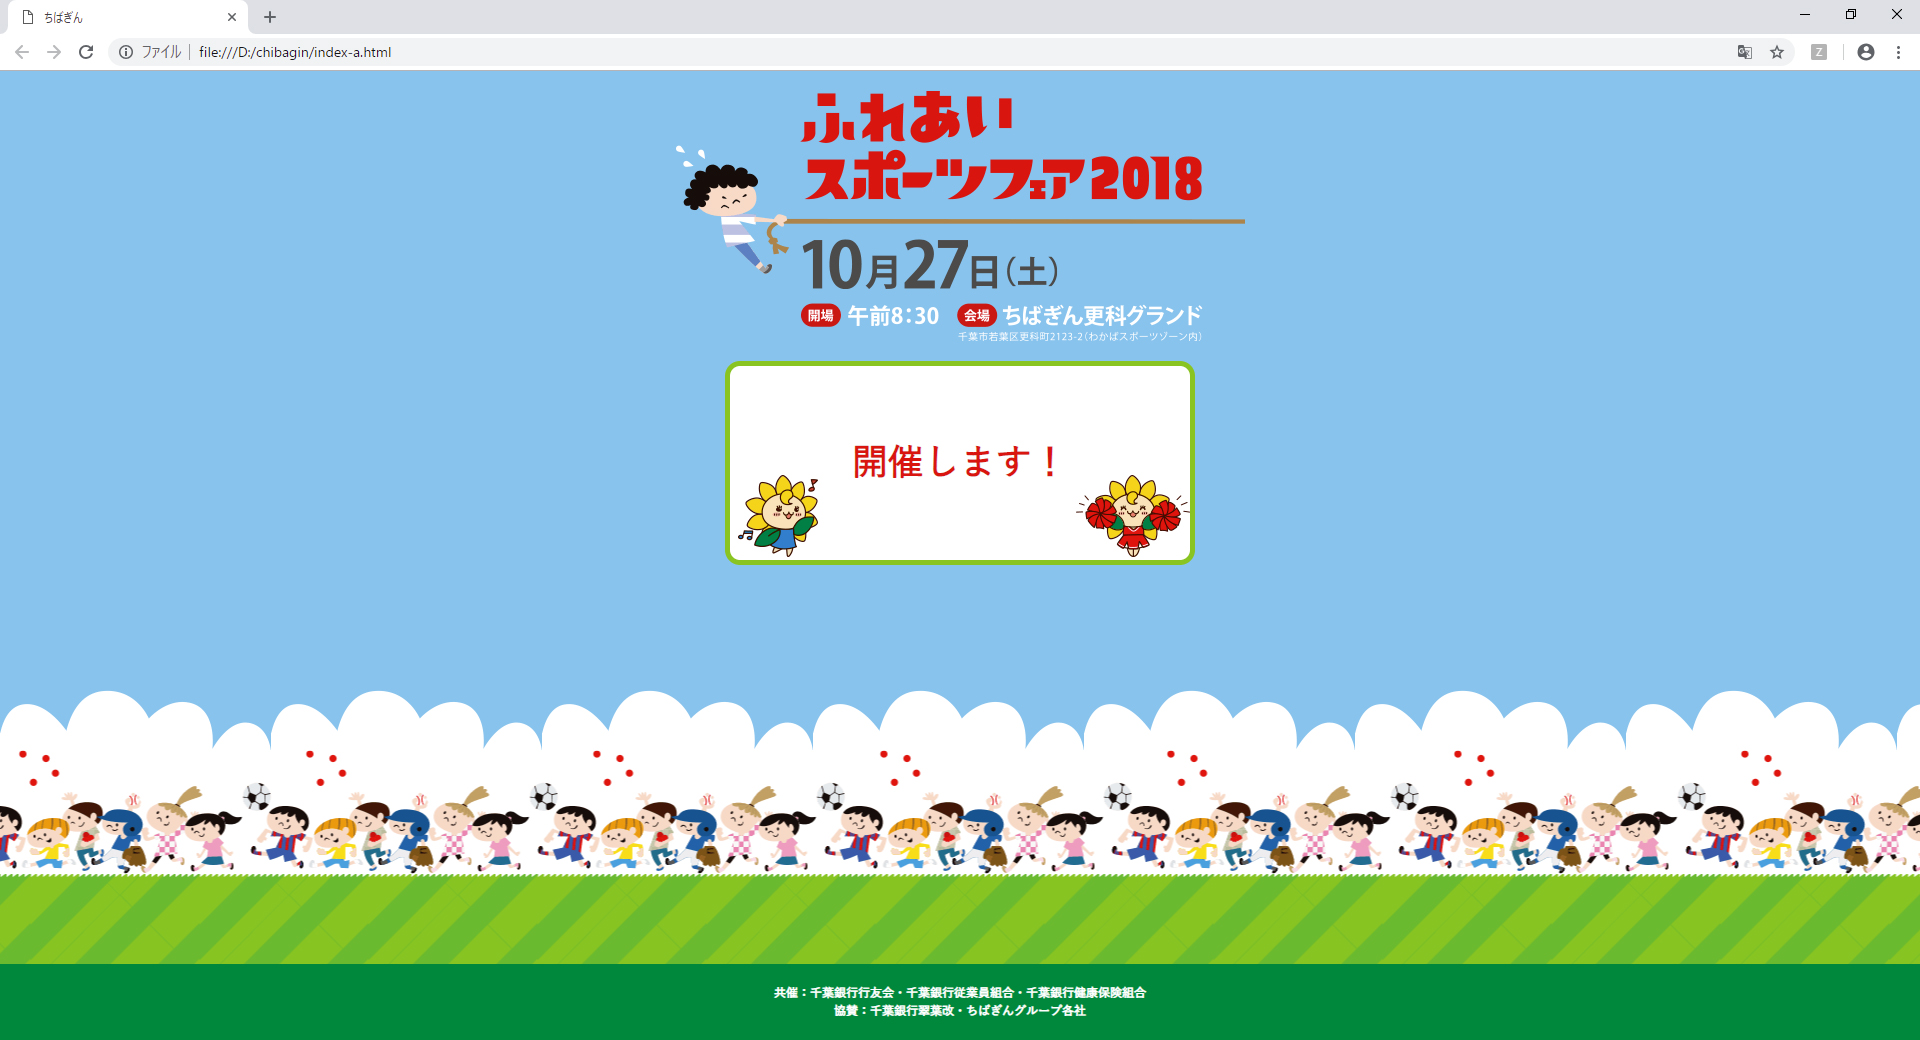 ちばぎん
ファイル
file:///D:/chibagin/index-a.html
Z
ふれあい
スポーツフェア2018
10月27日（土）
開場 午前8：30 会場 ちばぎん更科グランド
千葉市若葉区更科町2123-2（わかばスポーツゾーン内）
開催します！
共催：千葉銀行行友会・千葉銀行従業員組合・千葉銀行健康保険組合
協賛：千葉銀行翠葉改・ちばぎんグループ各社